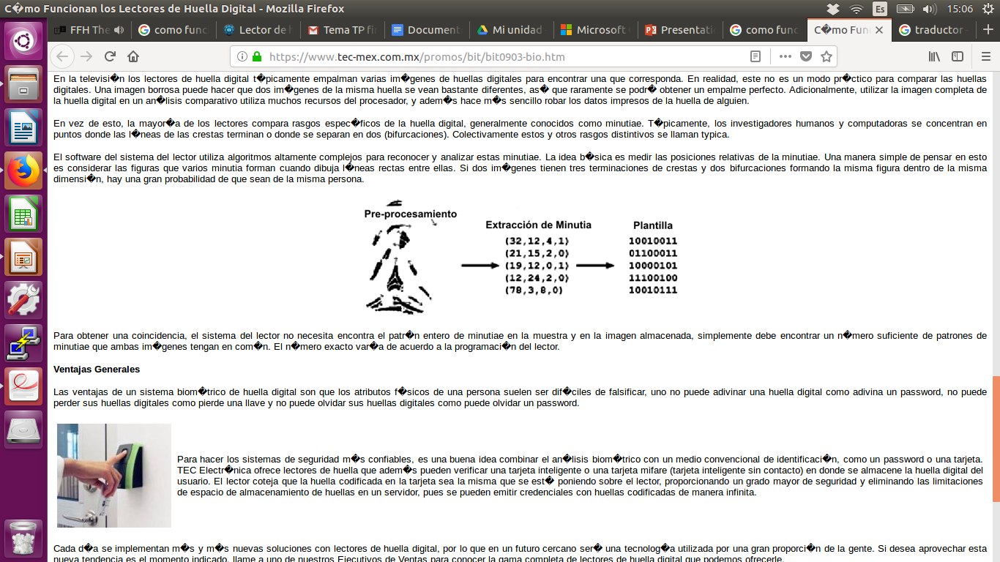 C�mo Funcionan los Lectores de Huella Digital - Mozilla Firefox
Es
15:06
FFH The
como func
Lector de h
Tema TP fi
Document
Mi unidad
Microsoft
Presentati
como func
C�mo Fun
traductor
https://www.tec-mex.com.mx/promos/bit/bit0903-bio.htm
En la televisi�n los lectores de huella digital t�picamente empalman varias im�genes de huellas digitales para encontrar una que corresponda. En realidad, este no es un modo pr�ctico para comparar las huellas
digitales. Una imagen borrosa puede hacer que dos im�genes de la misma huella se vean bastante diferentes, as� que raramente se podr� obtener un empalme perfecto. Adicionalmente, utilizar la imagen completa de
la huella digital en un an�lisis comparativo utiliza muchos recursos del procesador, y adem�s hace m�s sencillo robar los datos impresos de la huella de alguien.
En vez de esto, la mayor�a de los lectores compara rasgos espec�ficos de la huella digital, generalmente conocidos como minutiae. T�picamente, los investigadores humanos y computadoras se concentran en
puntos donde las l�neas de las crestas terminan o donde se separan en dos (bifurcaciones). Colectivamente estos y otros rasgos distintivos se llaman typica.
El software del sistema del lector utiliza algoritmos altamente complejos para reconocer y analizar estas minutiae. La idea b�sica es medir las posiciones relativas de la minutiae. Una manera simple de pensar en esto
es considerar las figuras que varios minutia forman cuando dibuja l�neas rectas entre ellas. Si dos im�genes tienen tres terminaciones de crestas y dos bifurcaciones formando la misma figura dentro de la misma
dimensi�n, hay una gran probabilidad de que sean de la misma persona.
Pre-procesamiento
Extracción de Minutia
(32,12,4,1)
(21,15,2,0)
(19,12,0,1)
(12,24,2,0)
(78,3,8,0)
Plantilla
10010011
01100011
10000101
11100100
10010111
Para obtener una coincidencia, el sistema del lector no necesita encontra el patr�n entero de minutiae en la muestra y en la imagen almacenada, simplemente debe encontrar un n�mero suficiente de patrones de
minutiae que ambas im�genes tengan en com�n. El n�mero exacto var�a de acuerdo a la programaci�n del lector.
Ventajas Generales
Las ventajas de un sistema biom�trico de huella digital son que los atributos f�sicos de una persona suelen ser dif�ciles de falsificar, uno no puede adivinar una huella digital como adivina un password, no puede
perder sus huellas digitales como pierde una llave y no puede olvidar sus huellas digitales como puede olvidar un password.
Para hacer los sistemas de seguridad m�s confiables, es una buena idea combinar el an�lisis biom�trico con un medio convencional de identificaci�n, como un password o una tarjeta.
TEC Electr�nica ofrece lectores de huella que adem�s pueden verificar una tarjeta inteligente o una tarjeta mifare (tarjeta inteligente sin contacto) en donde se almacene la huella digital del
usuario. El lector coteja que la huella codificada en la tarjeta sea la misma que se est� poniendo sobre el lector, proporcionando un grado mayor de seguridad y eliminando las limitaciones
de espacio de almacenamiento de huellas en un servidor, pues se pueden emitir credenciales con huellas codificadas de manera infinita.
Cada d�a se implementan m�s y m�s nuevas soluciones con lectores de huella digital, por lo que en un futuro cercano ser� una tecnolog�a utilizada por una gran proporci�n de la gente. Si desea aprovechar esta
nueva tendencia es el momento indicado, llame a uno de nuestros Ejecutivos de Ventas para conocer la gama completa de lectores de huella digital que podemos ofrecerle.